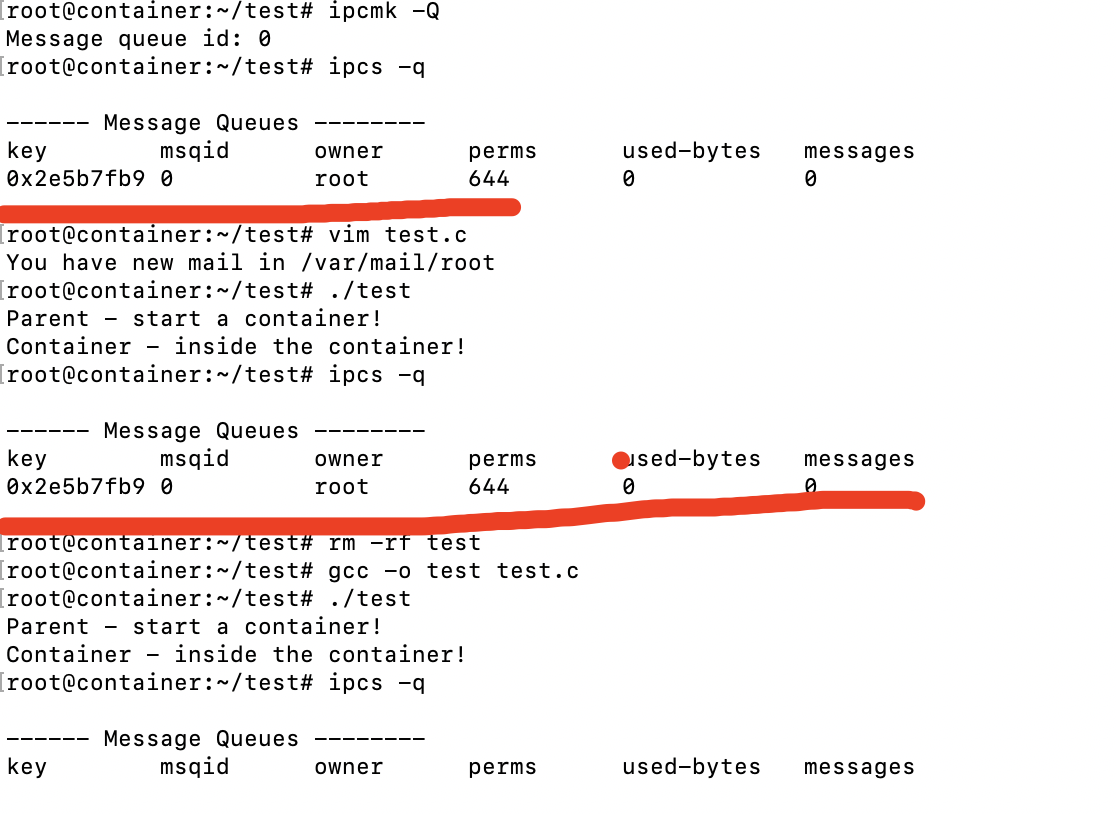 [root@container:~/test# ipcmk -Q
Message queue id: 0
[root@container:~/test# ipcs -q
------ Message Queues --------
key msqid owner perms used-bytes messages
0x2e5b7fb9 0 root 644 0 0
[root@container:~/test# vim test.c
You have new mail in /var/mail/root
[root@container:~/test# ./test
Parent - start a container!
Container - inside the container!
[root@container:~/test# ipcs -q
------ Message Queues --------
key msqid owner perms used-bytes messages
0x2e5b7fb9 0 root 644 0 0
[root@container:~/test# rm -rf test
[root@container:~/test# gcc -o test test.c
[root@container:~/test# ./test
Parent - start a container!
Container - inside the container!
[root@container:~/test# ipcs -q
------ Message Queues --------
key msqid owner perms used-bytes messages